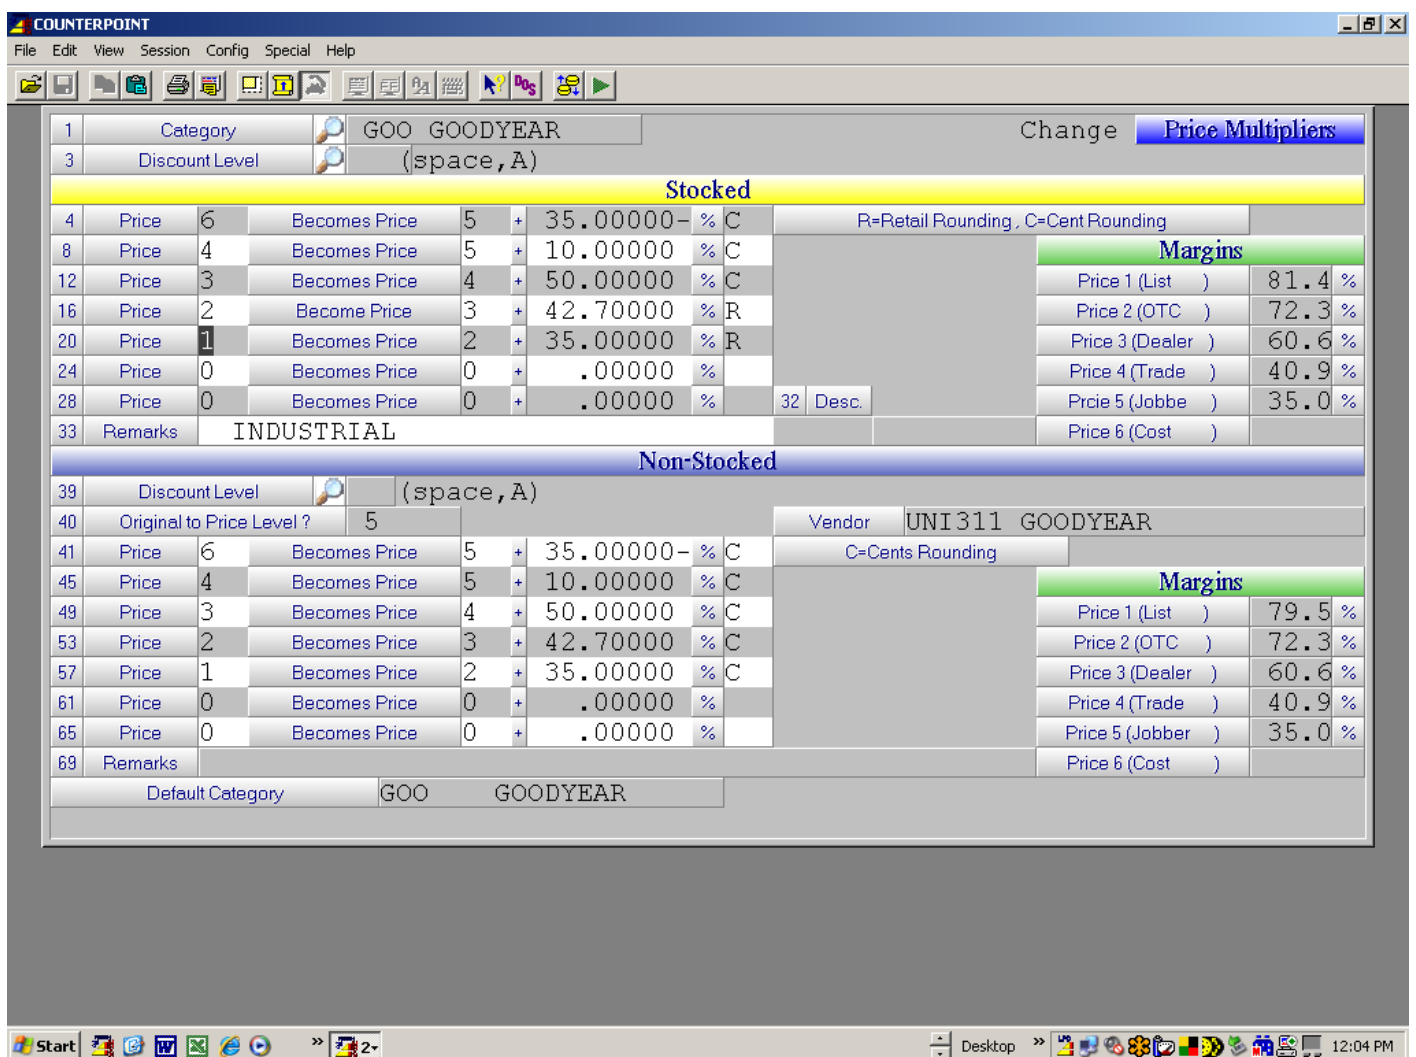 COUNTERPOINT
File Edit View Session Config Special Help
DOS
1 Category GOO GOODYEAR Change Price Multipliers
3 Discount Level (space,A)
Stocked
4 Price 6 Becomes Price 5 + 35.00000- % C R=Retail Rounding , C=Cent Rounding
8 Price 4 Becomes Price 5 + 10.00000 % C Margins
12 Price 3 Becomes Price 4 + 50.00000 % C Price 1 (List ) 81.4 %
16 Price 2 Become Price 3 + 42.70000 % R Price 2 (OTC ) 72.3 %
20 Price 1 Becomes Price 2 + 35.00000 % R Price 3 (Dealer ) 60.6 %
24 Price 0 Becomes Price 0 + .00000 % Price 4 (Trade ) 40.9 %
28 Price 0 Becomes Price 0 + .00000 % 32 Desc. Prcie 5 (Jobbe ) 35.0 %
33 Remarks INDUSTRIAL Price 6 (Cost )
Non-Stocked
39 Discount Level (space,A)
40 Original to Price Level ? 5 Vendor UNI311 GOODYEAR
41 Price 6 Becomes Price 5 + 35.00000- % C C=Cents Rounding
45 Price 4 Becomes Price 5 + 10.00000 % C Margins
49 Price 3 Becomes Price 4 + 50.00000 % C Price 1 (List ) 79.5 %
53 Price 2 Becomes Price 3 + 42.70000 % C Price 2 (OTC ) 72.3 %
57 Price 1 Becomes Price 2 + 35.00000 % C Price 3 (Dealer ) 60.6 %
61 Price 0 Becomes Price 0 + .00000 % Price 4 (Trade ) 40.9 %
65 Price 0 Becomes Price 0 + .00000 % Price 5 (Jobber ) 35.0 %
69 Remarks Price 6 (Cost )
Default Category GOO GOODYEAR
Start » 2 Desktop » 12:04 PM